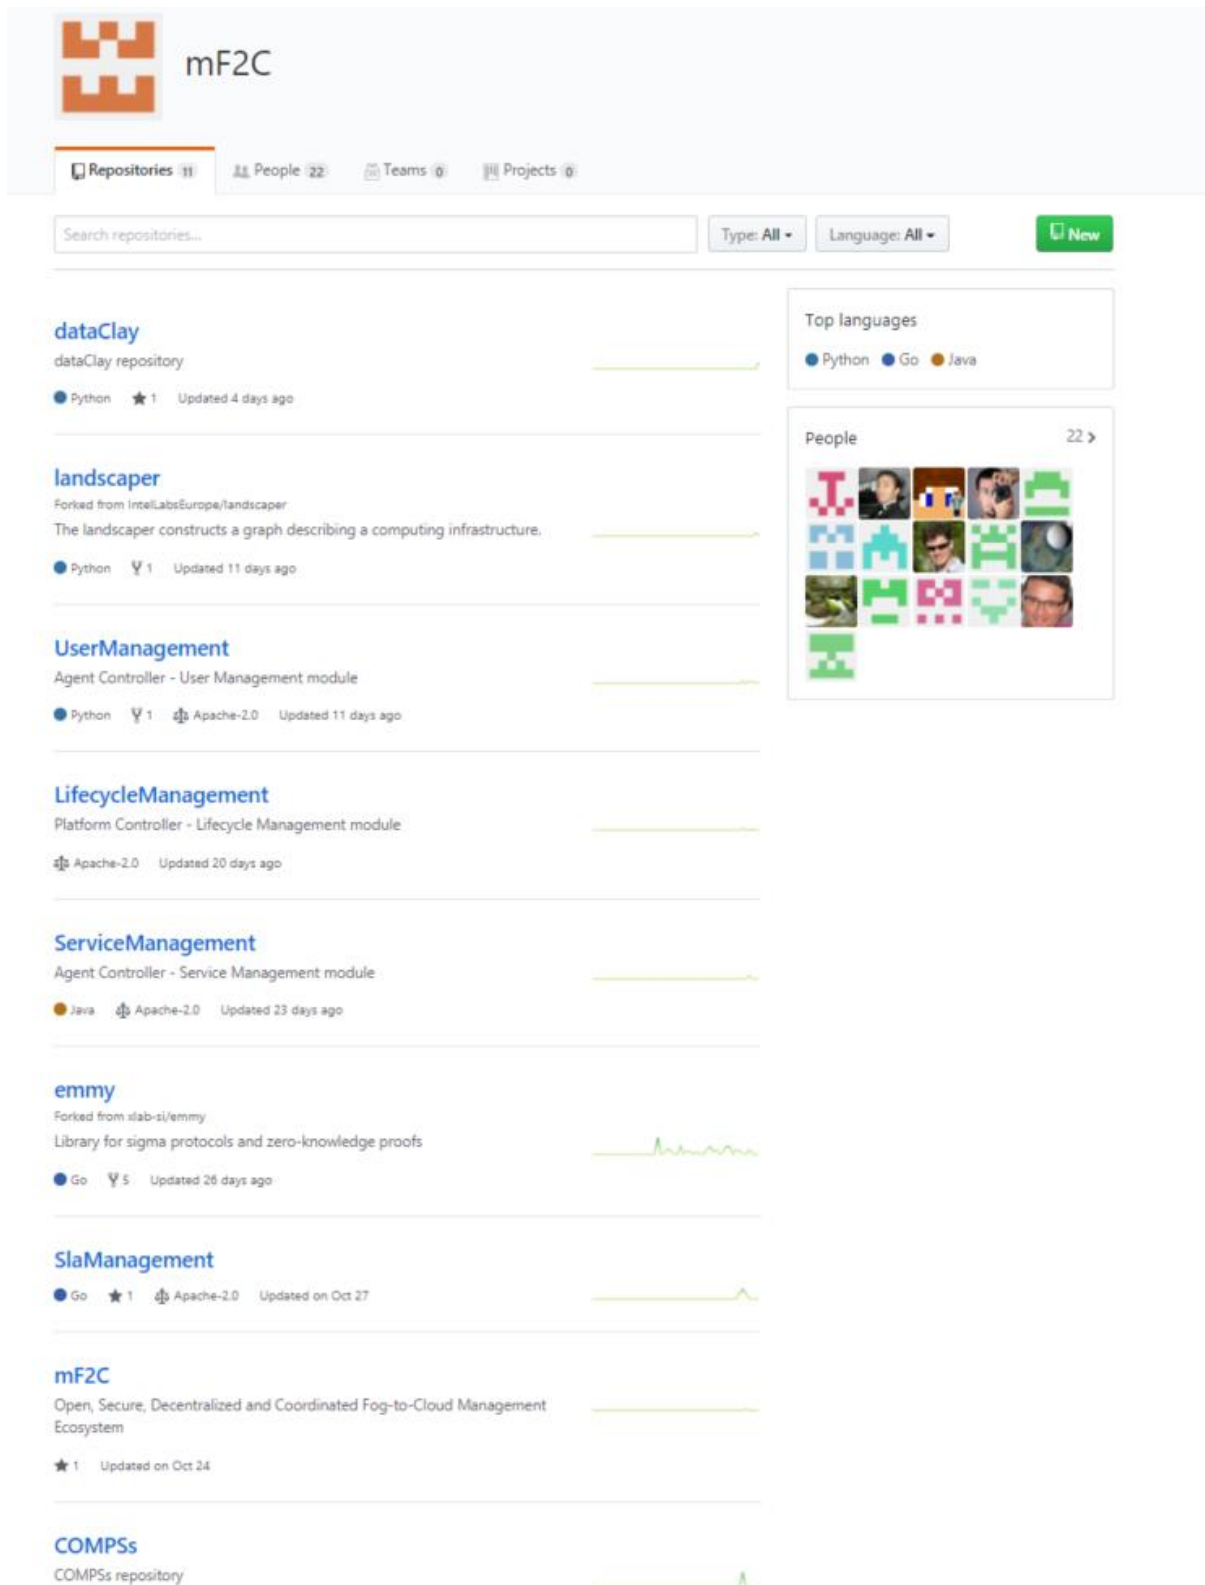 mF2C
Repositories 11 People 22 Teams 0 Projects 0
Search repositories... Type: All Language: All New
dataClay
dataClay repository
Python 1 Updated 4 days ago
Top languages
Python Go Java
People 22
landscaper
Forked from IntelLabsEurope/landscaper
The landscaper constructs a graph describing a computing infrastructure.
Python 1 Updated 11 days ago
UserManagement
Agent Controller - User Management module
Python 1 Apache-2.0 Updated 11 days ago
LifecycleManagement
Platform Controller - Lifecycle Management module
Apache-2.0 Updated 20 days ago
ServiceManagement
Agent Controller - Service Management module
Java Apache-2.0 Updated 23 days ago
emmy
Forked from xlab-si/emmy
Library for sigma protocols and zero-knowledge proofs
Go 5 Updated 26 days ago
SlaManagement
Go 1 Apache-2.0 Updated on Oct 27
mF2C
Open, Secure, Decentralized and Coordinated Fog-to-Cloud Management
Ecosystem
1 Updated on Oct 24
COMPSs
COMPSs repository